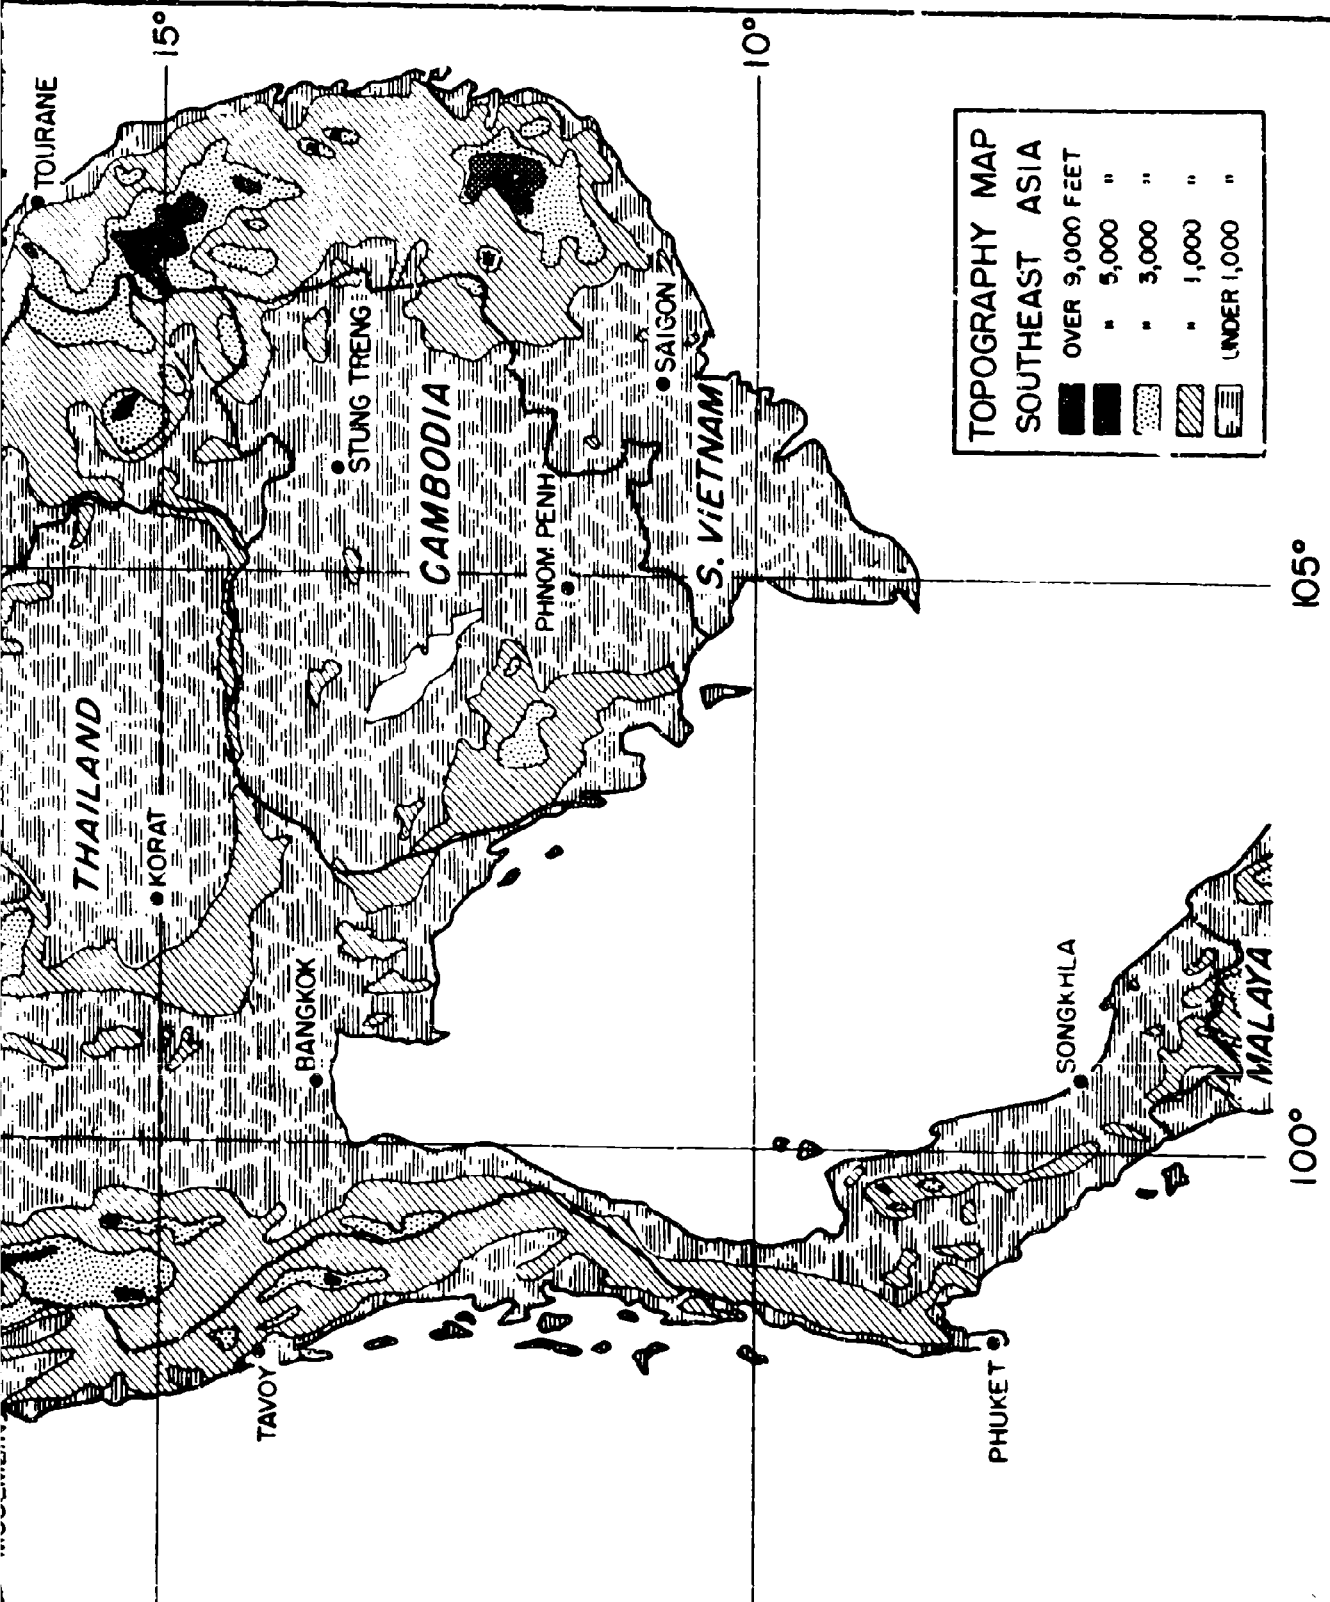 TOURANE
15°
10°
THAILAND
KORAT
STUNG TRENG
CAMBODIA
PHNOM PENH
SAIGON
S. VIETNAM
BANGKOK
TAVOY
SONGKHLA
MALAYA
PHUKET
105°
100°
TOPOGRAPHY MAP
SOUTHEAST ASIA
OVER 9,000 FEET
" 5,000 "
" 3,000 "
" 1,000 "
UNDER 1,000 "